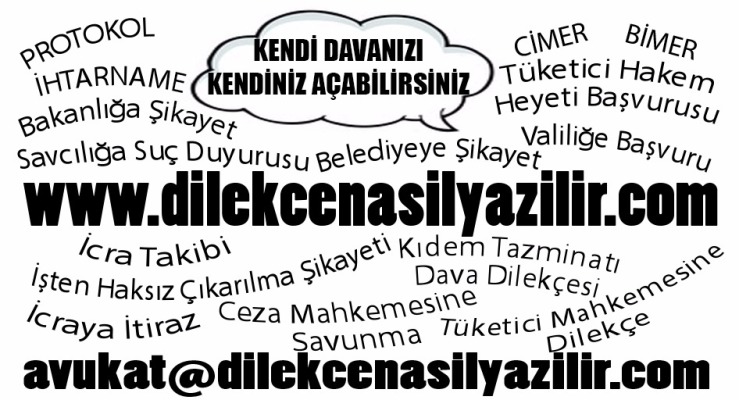 PROTOKOL
İHTARNAME
Bakanlığa Şikayet
Savcılığa Suç Duyurusu
KENDİ DAVANIZI
KENDİNİZ AÇABİLİRSİNİZ
Belediyeye Şikayet
CİMER
BİMER
Tüketici Hakem
Heyeti Başvurusu
Valiliğe Başvuru
www.dilekcenasilyazilir.com
İcra Takibi
İşten Haksız Çıkarılma Şikayeti
İcraya İtiraz
Kıdem Tazminatı
Dava Dilekçesi
Ceza Mahkemesine
Savunma
Tüketici Mahkemesine
Dilekçe
avukat@dilekcenasilyazilir.com